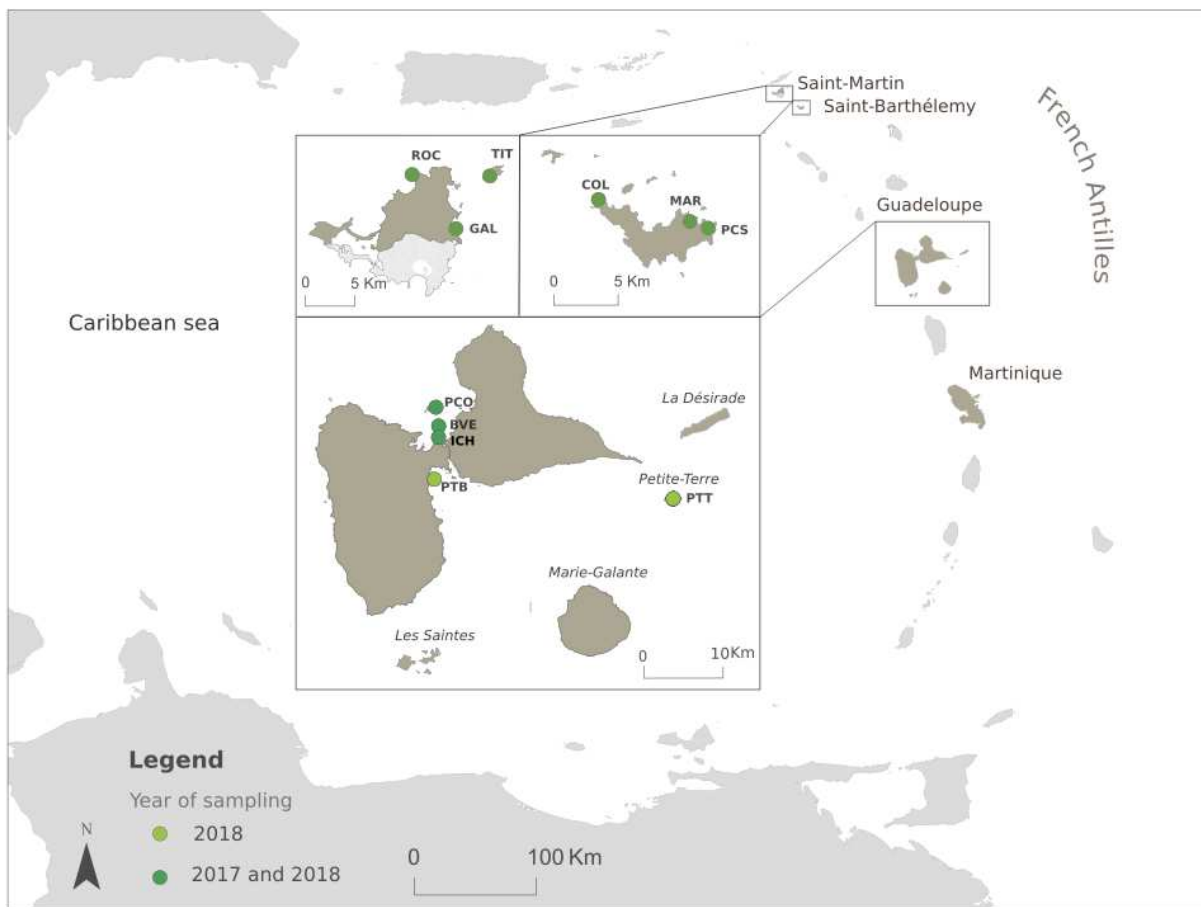 Saint-Martin
Saint-Barthélemy
French Antilles
ROC
TIT
GAL
0 5 Km
COL
MAR
PCS
0 5 Km
Guadeloupe
Caribbean sea
Martinique
PCO
BVE
ICH
PTB
La Désirade
Petite-Terre
PTT
Marie-Galante
Les Saintes
0 10Km
Legend
Year of sampling
N
2018
2017 and 2018
0 100 Km